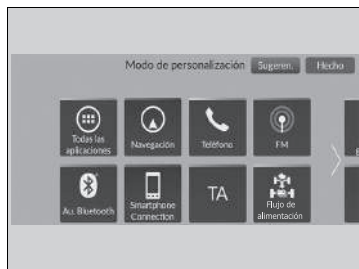 Modo de personalización Sugeren. Hecho
Todas las
aplicaciones
Navegación
Teléfono
FM
Au. Bluetooth
Smartphone
Connection
TA
Flujo de
alimentación